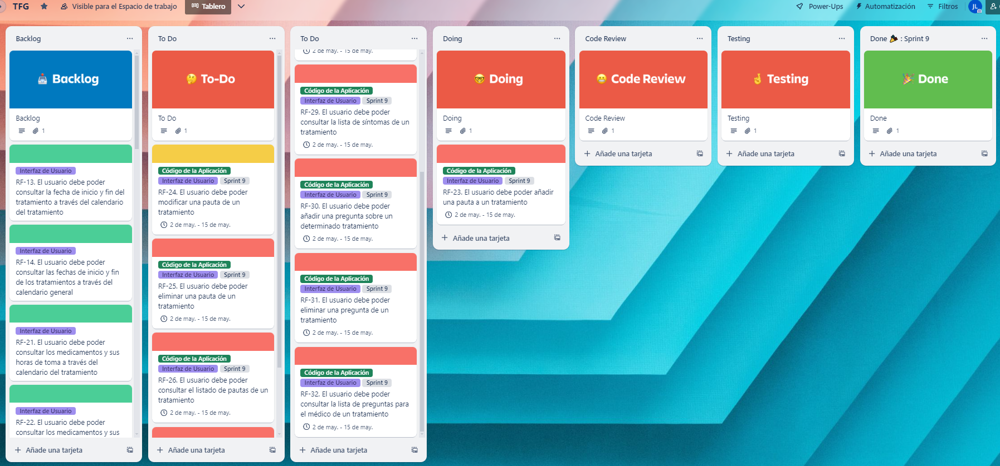 TFG
Visible para el Espacio de trabajo
Tablero
Power-Ups
Automatización
Filtros
JL
Backlog
Backlog
Backlog
1
Interfaz de Usuario
RF-13. El usuario debe poder
consultar la fecha de inicio y fin del
tratamiento a través del calendario
del tratamiento
Interfaz de Usuario
RF-14. El usuario debe poder
consultar las fechas de inicio y fin
de los tratamientos a través del
calendario general
Interfaz de Usuario
RF-21. El usuario debe poder
consultar los medicamentos y sus
horas de toma a través del
calendario del tratamiento
Interfaz de Usuario
RF-22. El usuario debe poder
consultar los medicamentos y sus
Añade una tarjeta
To Do
To-Do
To Do
1
Código de la Aplicación
Interfaz de Usuario Sprint 9
RF-24. El usuario debe poder
modificar una pauta de un
tratamiento
2 de may. - 15 de may.
Código de la Aplicación
Interfaz de Usuario Sprint 9
RF-25. El usuario debe poder
eliminar una pauta de un
tratamiento
2 de may. - 15 de may.
Código de la Aplicación
Interfaz de Usuario Sprint 9
RF-26. El usuario debe poder
consultar el listado de pautas de un
tratamiento
2 de may. - 15 de may.
Añade una tarjeta
To Do
2 de may. - 15 de may.
Código de la Aplicación
Interfaz de Usuario Sprint 9
RF-29. El usuario debe poder
consultar la lista de síntomas de un
tratamiento
2 de may. - 15 de may.
Código de la Aplicación
Interfaz de Usuario Sprint 9
RF-30. El usuario debe poder
añadir una pregunta sobre un
determinado tratamiento
2 de may. - 15 de may.
Código de la Aplicación
Interfaz de Usuario Sprint 9
RF-31. El usuario debe poder
eliminar una pregunta de un
tratamiento
2 de may. - 15 de may.
Código de la Aplicación
Interfaz de Usuario Sprint 9
RF-32. El usuario debe poder
consultar la lista de preguntas para
el médico de un tratamiento
2 de may. - 15 de may.
Añade una tarjeta
Doing
Doing
Doing
1
Código de la Aplicación
Interfaz de Usuario Sprint 9
RF-23. El usuario debe poder añadir
una pauta a un tratamiento
2 de may. - 15 de may.
Añade una tarjeta
Code Review
Code Review
Code Review
1
Añade una tarjeta
Testing
Testing
Testing
1
Añade una tarjeta
Done 🎉 : Sprint 9
Done
Done
1
Añade una tarjeta